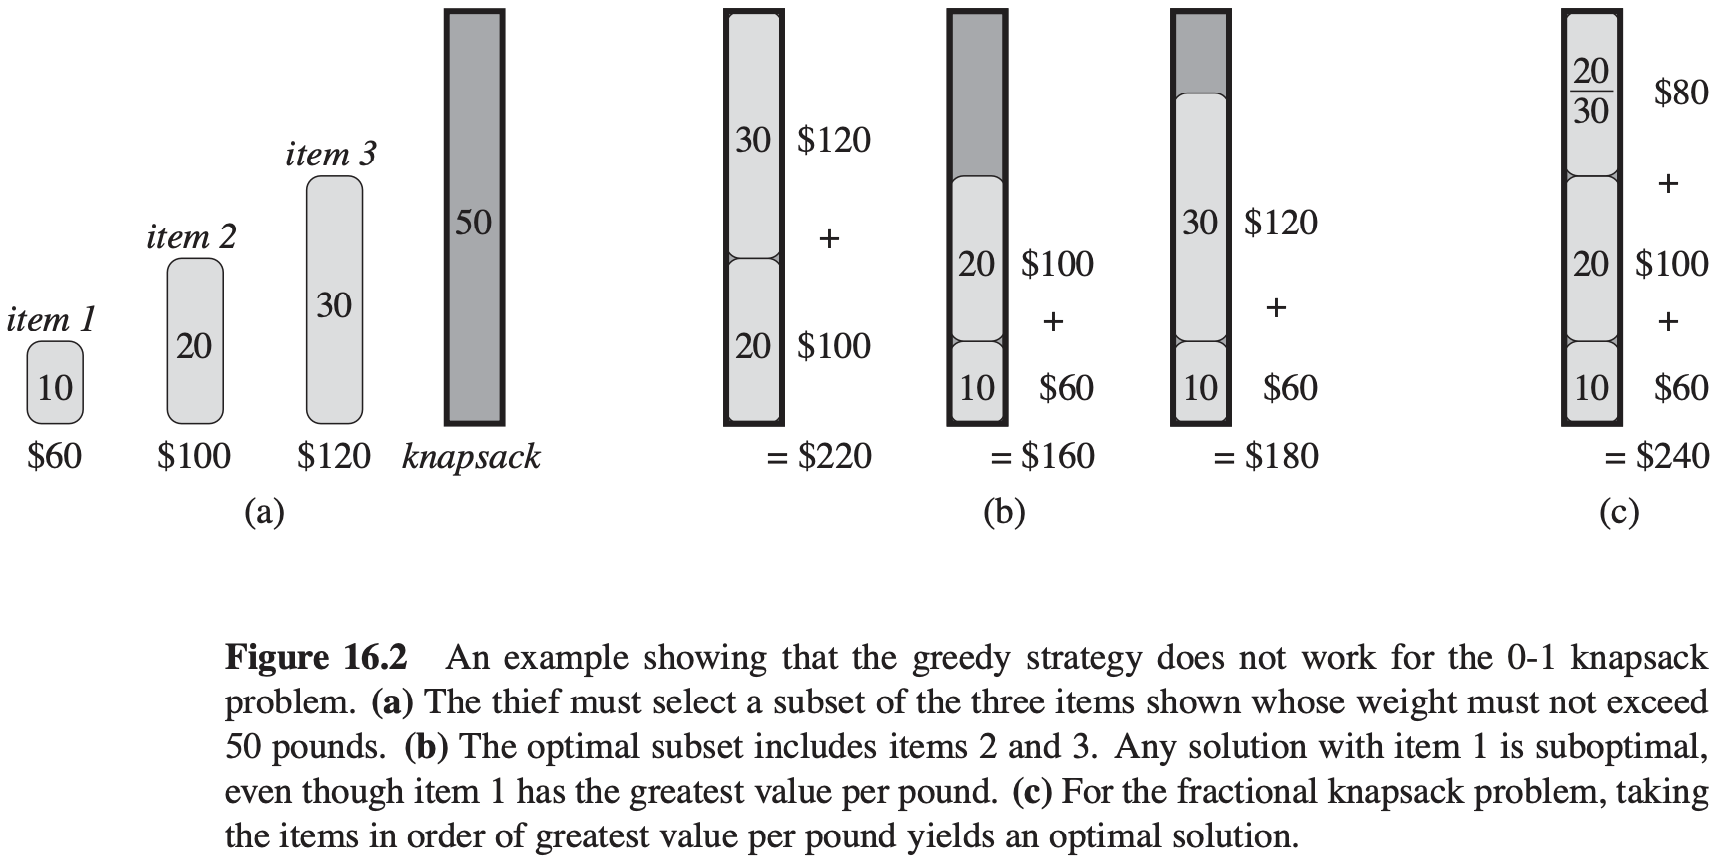 item 1
10
$60
item 2
20
$100
item 3
30
$120
50
knapsack
(a)
30 $120
+
20 $100
= $220
20 $100
+
10 $60
= $160
30 $120
+
10 $60
= $180
(b)
20
30
$80
+
20 $100
+
10 $60
= $240
(c)
Figure 16.2 An example showing that the greedy strategy does not work for the 0-1 knapsack
problem. (a) The thief must select a subset of the three items shown whose weight must not exceed
50 pounds. (b) The optimal subset includes items 2 and 3. Any solution with item 1 is suboptimal,
even though item 1 has the greatest value per pound. (c) For the fractional knapsack problem, taking
the items in order of greatest value per pound yields an optimal solution.